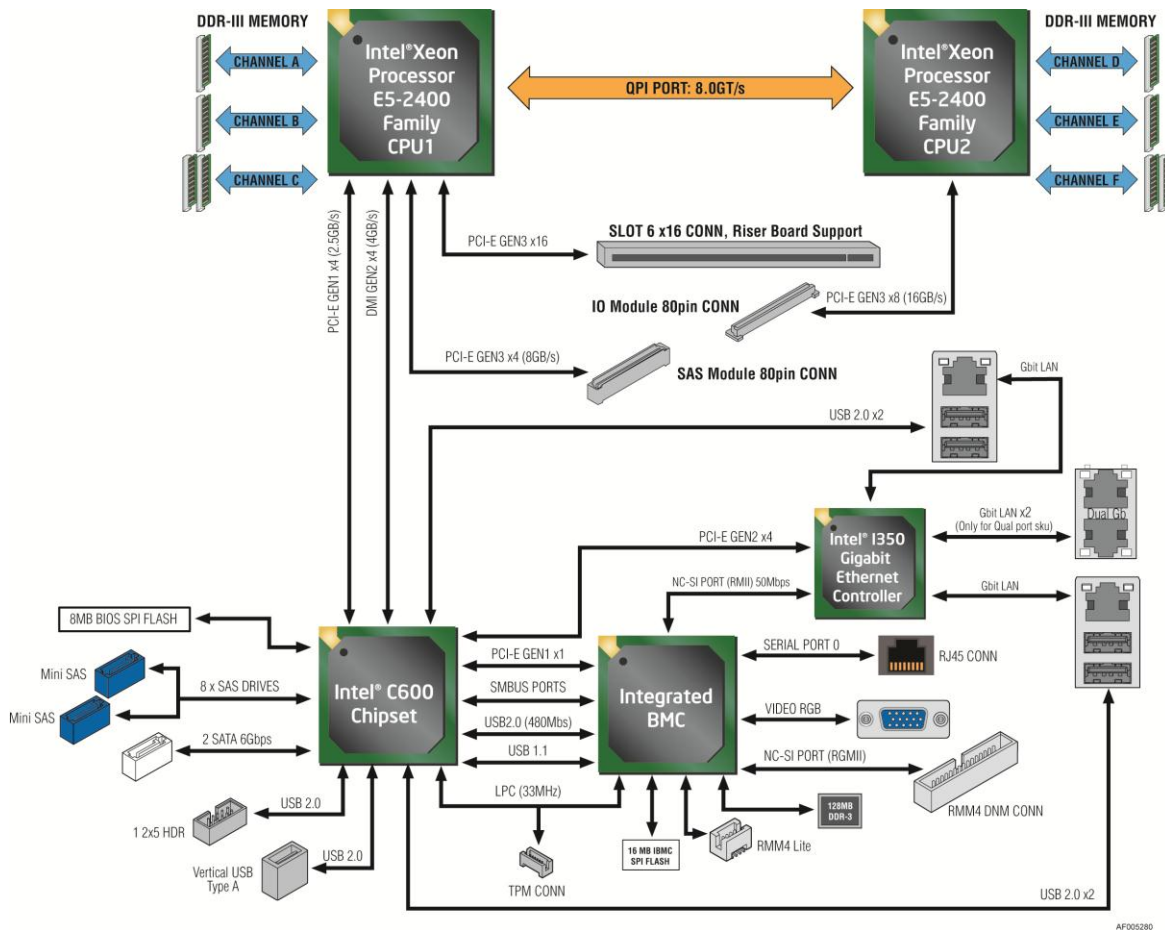 DDR-III MEMORY
DDR-III MEMORY
CHANNEL A
CHANNEL B
CHANNEL C
Intel®Xeon
Processor
E5-2400
Family
CPU1
QPI PORT: 8.0GT/s
Intel®Xeon
Processor
E5-2400
Family
CPU2
CHANNEL D
CHANNEL E
CHANNEL F
PCI-E GEN1 x4 (2.5GB/s)
DMI GEN2 x4 (4GB/s)
PCI-E GEN3 x16
SLOT 6 x16 CONN, Riser Board Support
IO Module 80pin CONN
PCI-E GEN3 x8 (16GB/s)
PCI-E GEN3 x4 (8GB/s)
SAS Module 80pin CONN
Gbit LAN
USB 2.0 x2
PCI-E GEN2 x4
Intel® I350
Gigabit
Ethernet
Controller
Gbit LAN x2
(Only for Qual port sku)
Dual Gb
NC-SI PORT (RMII) 50Mbps
Gbit LAN
8MB BIOS SPI FLASH
Mini SAS
Mini SAS
8 x SAS DRIVES
2 SATA 6Gbps
Intel® C600
Chipset
PCI-E GEN1 x1
SMBUS PORTS
USB2.0 (480Mbs)
USB 1.1
LPC (33MHz)
Integrated
BMC
SERIAL PORT 0
RJ45 CONN
VIDEO RGB
NC-SI PORT (RGMII)
RMM4 DNM CONN
USB 2.0
1 2x5 HDR
USB 2.0
Vertical USB
Type A
TPM CONN
16 MB iBMC
SPI FLASH
RMM4 Lite
128MB
DDR-3
USB 2.0 x2
AF005280